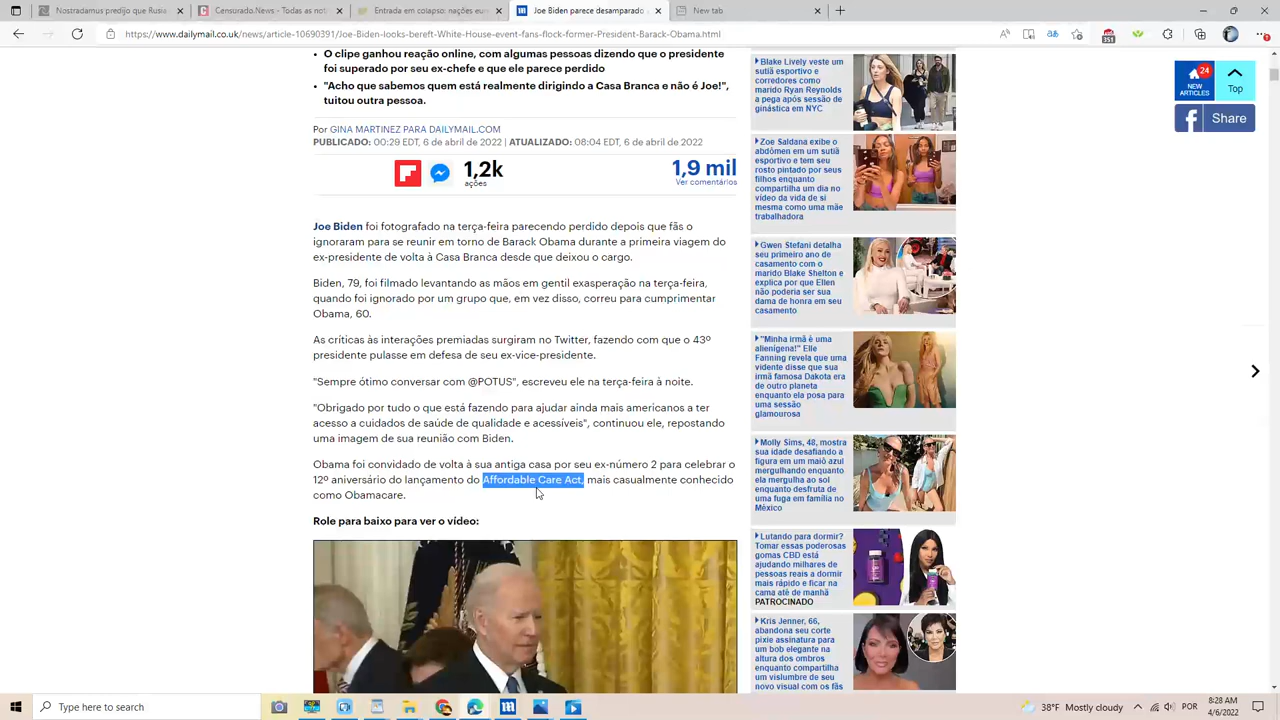 Nostradamus predijo que Rusia
Censurado.News - Todos os jor
Joe Biden parece desamparado
New tab
https://www.dailymail.co.uk/news/article-10690391/Joe-Biden-looks-bereft-White-House-event-fans-flock-former-President-Barack-Obama.html
• O clipe ganhou reação online, com algumas pessoas dizendo que o presidente
foi superado por seu ex-chefe e que ele parece perdido
• "Acho que sabemos quem está realmente dirigindo a Casa Branca e não é Joe!",
tuitou outra pessoa.
Por GINA MARTINEZ PARA DAILYMAIL.COM
PUBLICADO: 00:29 EDT, 6 de abril de 2022 | ATUALIZADO: 08:04 EDT, 6 de abril de 2022
1,2k
ações
1,9 mil
Ver comentários
Joe Biden foi fotografado na terça-feira parecendo perdido depois que fãs o
ignoraram para se reunir em torno de Barack Obama durante a primeira viagem do
ex-presidente de volta à Casa Branca desde que deixou o cargo.
Biden, 79, foi filmado levantando as mãos em gentil exasperação na terça-feira,
quando foi ignorado por um grupo que, em vez disso, correu para cumprimentar
Obama, 60.
As críticas às interações premiadas surgiram no Twitter, fazendo com que o 43º
presidente pulasse em defesa de seu ex-vice-presidente.
"Sempre ótimo conversar com @POTUS", escreveu ele na terça-feira à noite.
"Obrigado por tudo o que está fazendo para ajudar ainda mais americanos a ter
acesso a cuidados de saúde de qualidade e acessíveis", continuou ele, repostando
uma imagem de sua reunião com Biden.
Obama foi convidado de volta à sua antiga casa por seu ex-número 2 para celebrar o
12º aniversário do lançamento do Affordable Care Act, mais casualmente conhecido
como Obamacare.
Role para baixo para ver o vídeo:
Blake Lively veste um
sutiã esportivo e
corredores como
marido Ryan Reynolds
a pega após sessão de
ginástica em NYC
Zoe Saldana exibe o
abdômen em um sutiã
esportivo e tem seu
rosto pintado por seus
filhos enquanto
compartilha um dia no
vídeo da vida de si
mesma como uma mãe
trabalhadora
Gwen Stefani detalha
seu primeiro ano de
casamento com o
marido Blake Shelton e
explica por que Ellen
não poderia ser sua
dama de honra em seu
casamento
"Minha irmã é uma
alienígena!" Elle
Fanning revela que uma
vidente disse que sua
irmã famosa Dakota era
de outro planeta
enquanto ela posa para
uma sessão
glamourosa
Molly Sims, 48, mostra
sua idade desafiando a
figura em um maiô azul
mergulhando enquanto
ela mergulha ao sol
enquanto desfruta de
uma fuga em família no
México
Lutando para dormir?
Tomar essas poderosas
gomas CBD está
ajudando milhares de
pessoas reais a dormir
mais rápido e ficar na
cama até de manhã
PATROCINADO
Kris Jenner, 66,
abandona seu corte
pixie assinatura para
um bob elegante na
altura dos ombros
enquanto compartilha
um vislumbre de seu
novo visual com os fãs
24
NEW
ARTICLES
Top
Share
Type here to search
38°F Mostly cloudy
POR
8:28 AM
4/6/2022